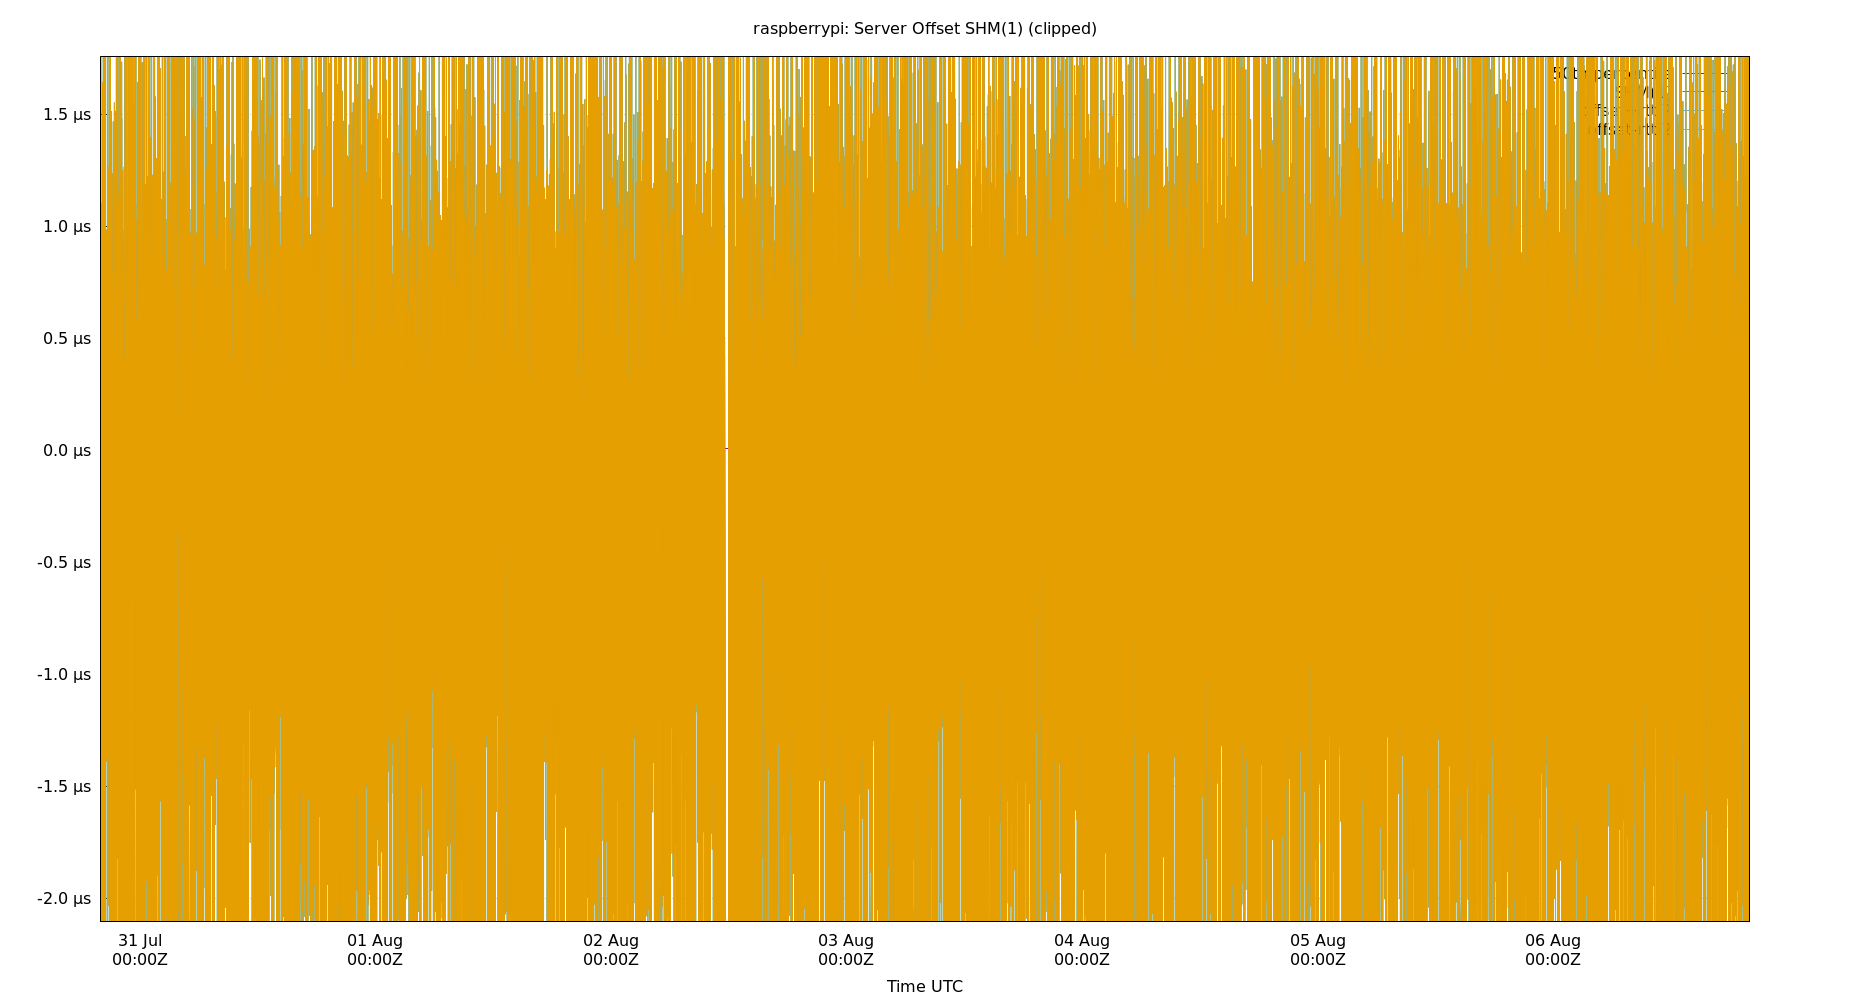 raspberrypi: Server Offset SHM(1) (clipped)
1.5 µs
1.0 µs
0.5 µs
0.0 µs
-0.5 µs
-1.0 µs
-1.5 µs
-2.0 µs
31 Jul 01 Aug 02 Aug 03 Aug 04 Aug 05 Aug 06 Aug
00:00Z 00:00Z 00:00Z 00:00Z 00:00Z 00:00Z 00:00Z
Time UTC